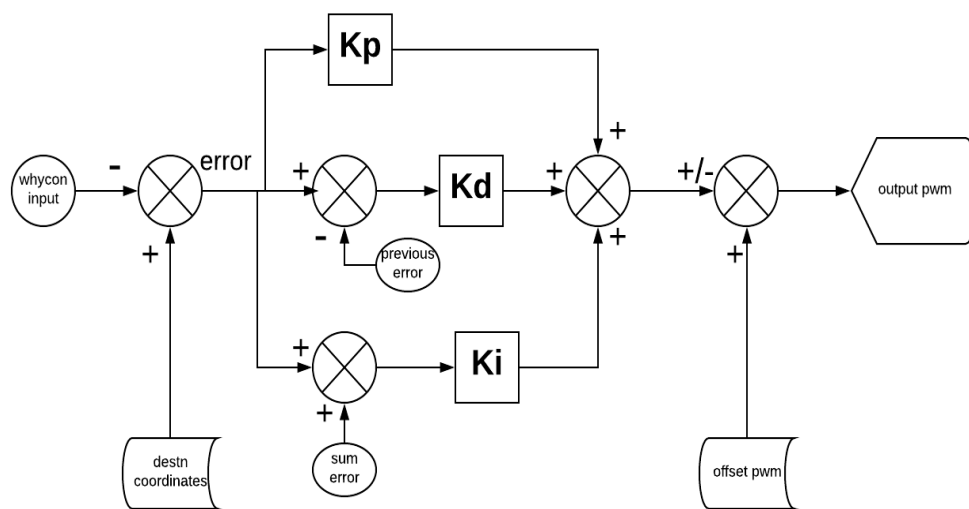 Kp
+
whycon
input
-
error
+
Kd
+
+/-
output pwm
+
-
previous
error
+
+
+
Ki
+
destn
coordinates
sum
error
offset pwm